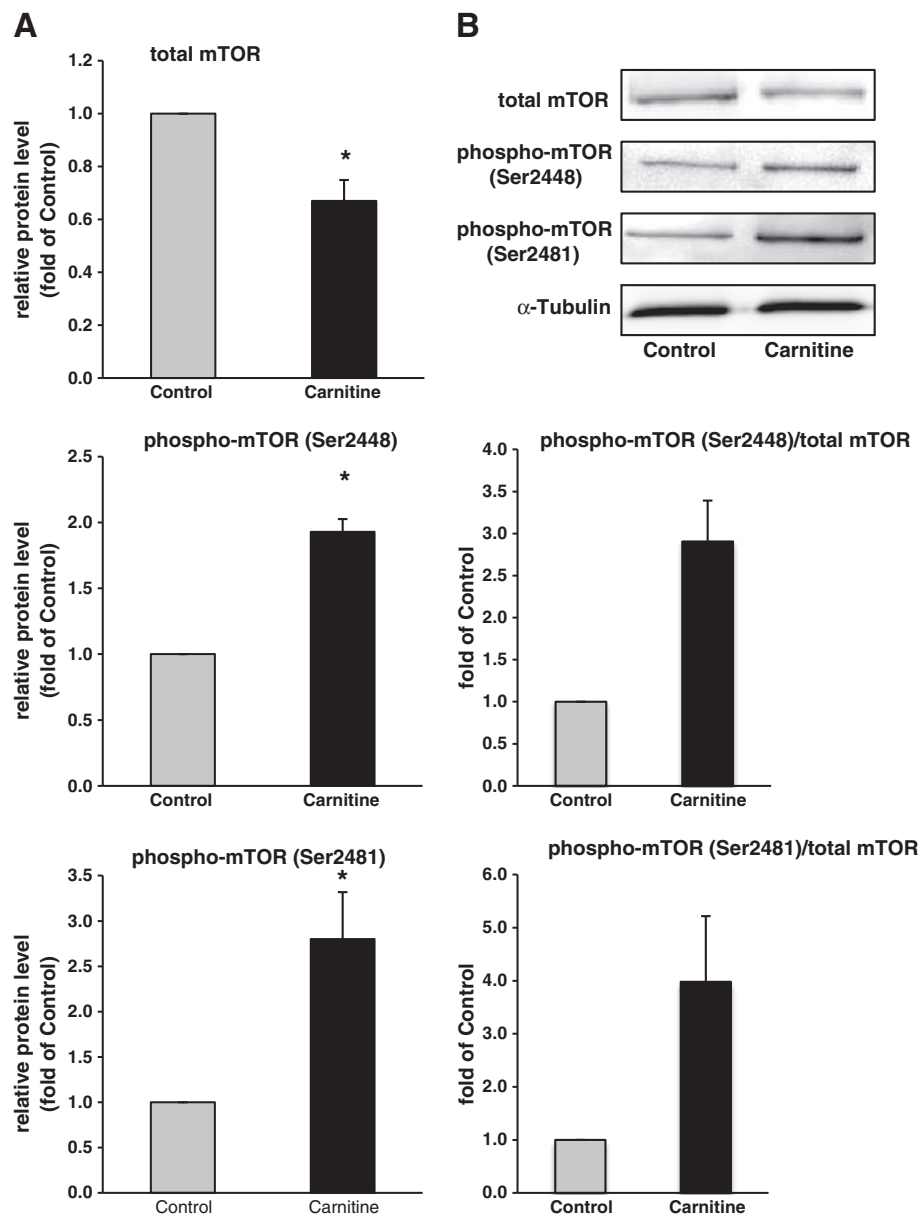 A
total mTOR
relative protein level
(fold of Control)
1.2
1.0
0.8
0.6
0.4
0.2
0.0
*
Control
Carnitine
B
total mTOR
phospho-mTOR
(Ser2448)
phospho-mTOR
(Ser2481)
α-Tubulin
Control
Carnitine
phospho-mTOR (Ser2448)
relative protein level
(fold of Control)
2.5
2.0
1.5
1.0
0.5
0.0
*
Control
Carnitine
phospho-mTOR (Ser2448)/total mTOR
fold of Control
4.0
3.5
3.0
2.5
2.0
1.5
1.0
0.5
0.0
Control
Carnitine
phospho-mTOR (Ser2481)
relative protein level
(fold of Control)
3.5
3.0
2.5
2.0
1.5
1.0
0.5
0.0
*
Control
Carnitine
phospho-mTOR (Ser2481)/total mTOR
fold of Control
6.0
5.0
4.0
3.0
2.0
1.0
0.0
Control
Carnitine